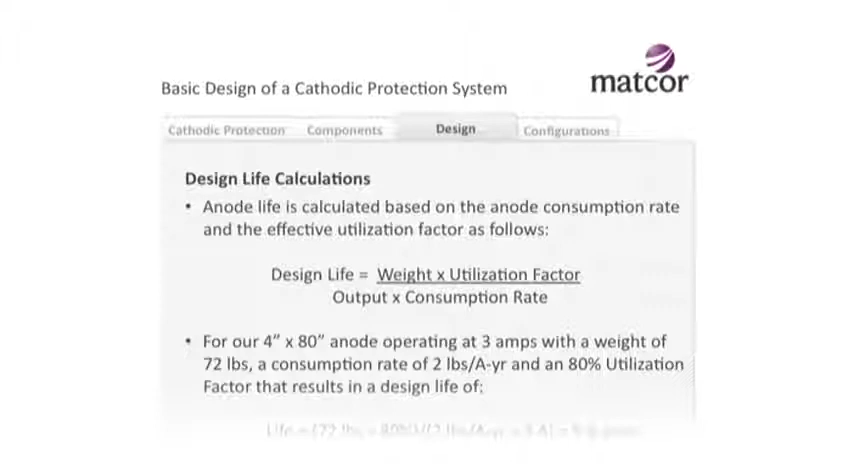 matcor
Basic Design of a Cathodic Protection System
Cathodic Protection Components Design Configurations
Design Life Calculations
• Anode life is calculated based on the anode consumption rate
and the effective utilization factor as follows:
Design Life = Weight x Utilization Factor
Output x Consumption Rate
• For our 4” x 80” anode operating at 3 amps with a weight of
72 lbs, a consumption rate of 2 lbs/A-yr and an 80% Utilization
Factor that results in a design life of: